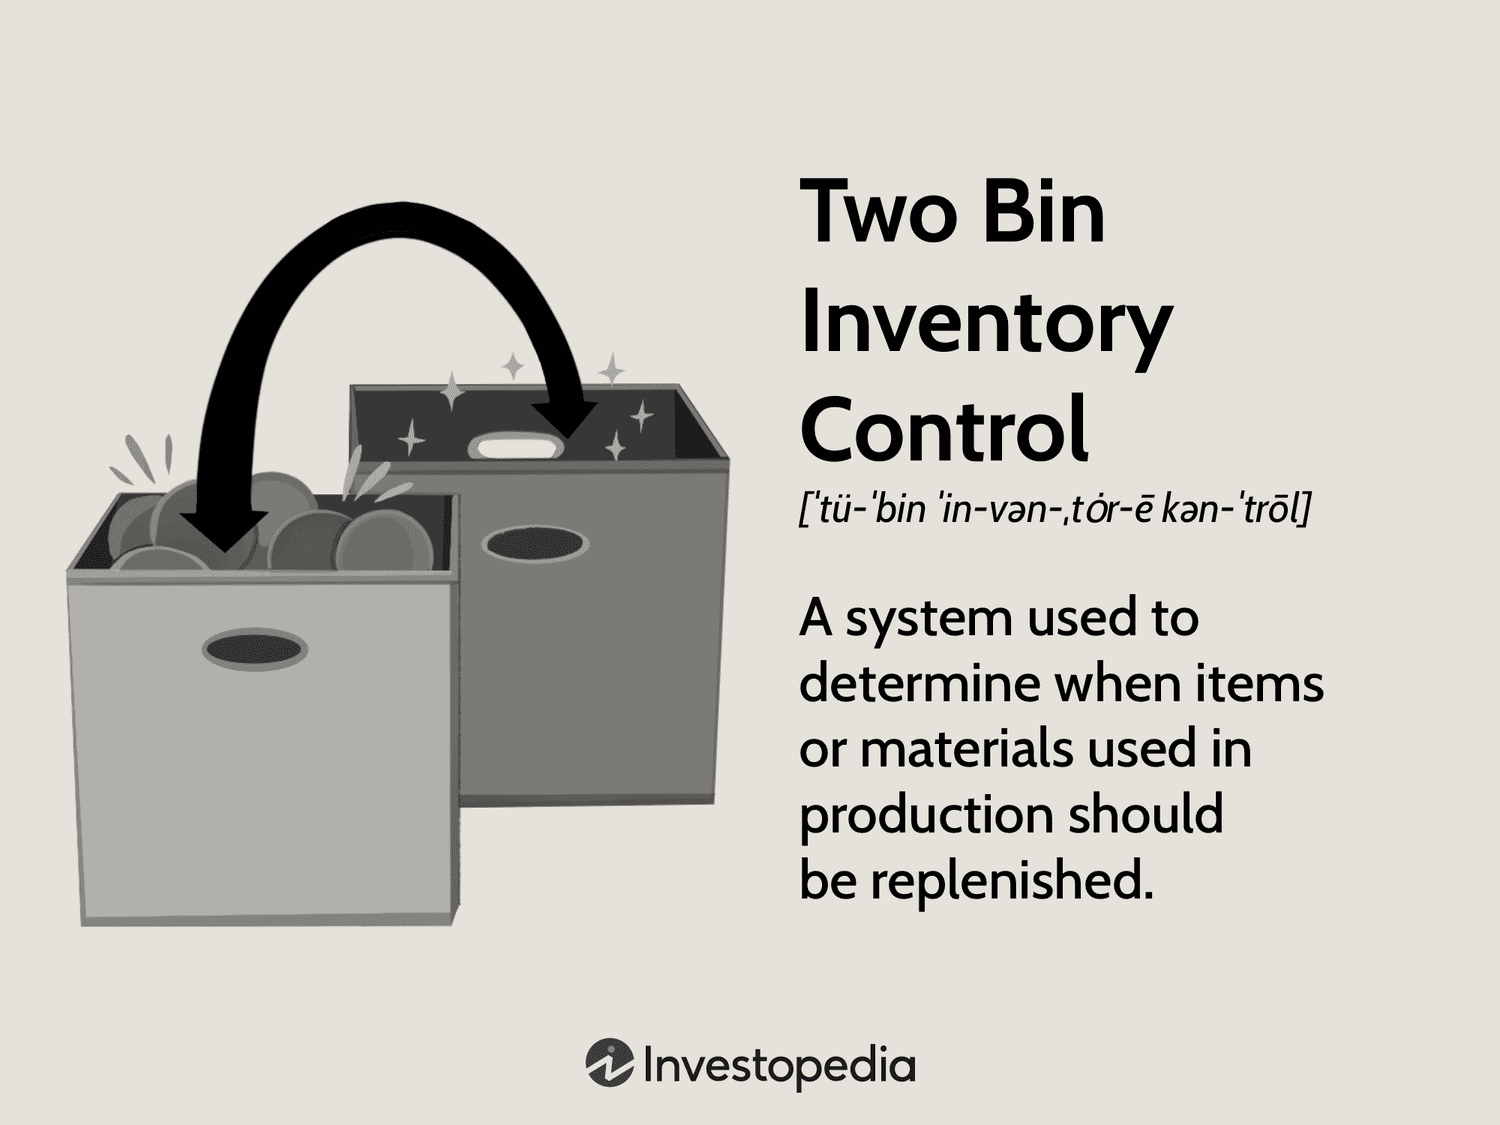 Two Bin
Inventory
Control
[ˈtü-ˈbin ˈin-vən-ˌtȯr-ē kən-ˈtrōl]
A system used to
determine when items
or materials used in
production should
be replenished.
Investopedia